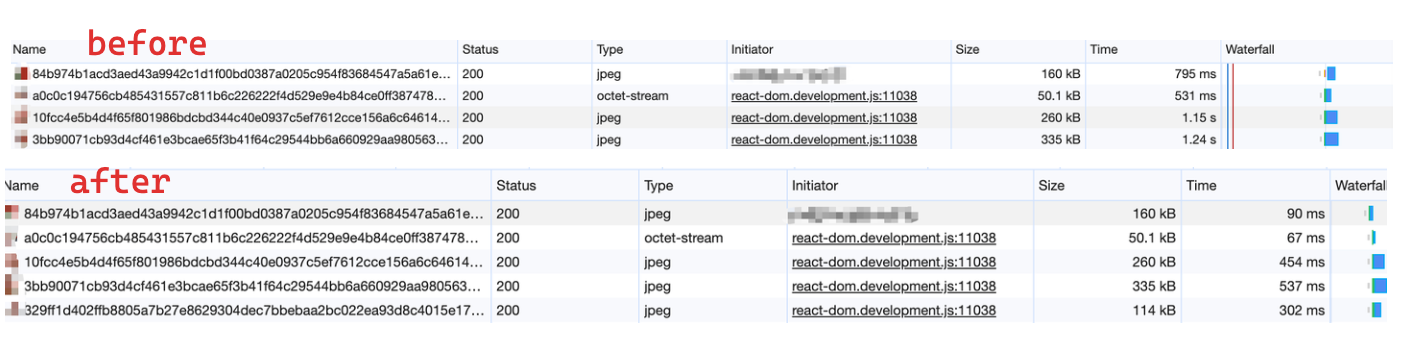 before
Name Status Type Initiator Size Time Waterfall
84b974b1acd3aed43a9942c1d1f00bd0387a0205c954f83684547a5a61e... 200 jpeg 160 kB 795 ms
a0c0c194756cb485431557c811b6c226222f4d529e9e4b84ce0ff387478... 200 octet-stream react-dom.development.js:11038 50.1 kB 531 ms
10fcc4e5b4d4f65f801986bdcbd344c40e0937c5ef7612cce156a6c64614... 200 jpeg react-dom.development.js:11038 260 kB 1.15 s
3bb90071cb93d4cf461e3bcae65f3b41f64c29544bb6a660929aa980563... 200 jpeg react-dom.development.js:11038 335 kB 1.24 s
after
Name Status Type Initiator Size Time Waterfall
84b974b1acd3aed43a9942c1d1f00bd0387a0205c954f83684547a5a61e... 200 jpeg 160 kB 90 ms
a0c0c194756cb485431557c811b6c226222f4d529e9e4b84ce0ff387478... 200 octet-stream react-dom.development.js:11038 50.1 kB 67 ms
10fcc4e5b4d4f65f801986bdcbd344c40e0937c5ef7612cce156a6c64614... 200 jpeg react-dom.development.js:11038 260 kB 454 ms
3bb90071cb93d4cf461e3bcae65f3b41f64c29544bb6a660929aa980563... 200 jpeg react-dom.development.js:11038 335 kB 537 ms
329ff1d402ffb8805a7b27e8629304dec7bbebaa2bc022ea93d8c4015e17... 200 jpeg react-dom.development.js:11038 114 kB 302 ms